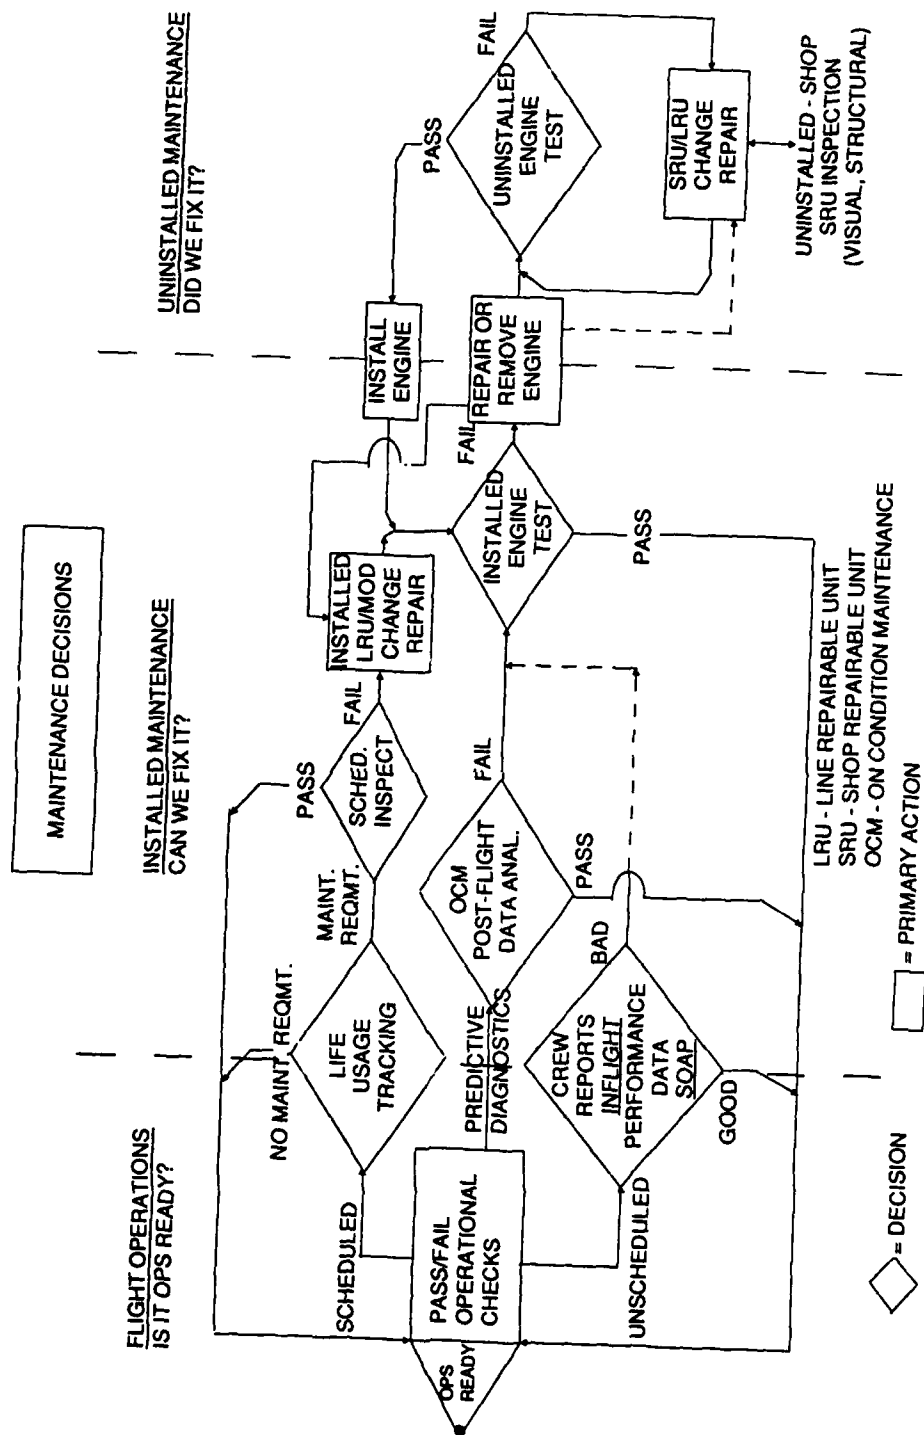 MAINTENANCE DECISIONS
FLIGHT OPERATIONS
IS IT OPS READY?
INSTALLED MAINTENANCE
CAN WE FIX IT?
UNINSTALLED MAINTENANCE
DID WE FIX IT?
OPS
READY
PASS/FAIL
OPERATIONAL
CHECKS
SCHEDULED
NO MAINT. REQMT.
LIFE
USAGE
TRACKING
MAINT.
REQMT.
PASS
SCHED.
INSPECT
FAIL
INSTALLED
LRU/MOD
CHANGE
REPAIR
INSTALL
ENGINE
PREDICTIVE
DIAGNOSTICS
OCM
POST-FLIGHT
DATA ANAL.
FAIL
PASS
INSTALLED
ENGINE
TEST
FAIL
PASS
REPAIR OR
REMOVE
ENGINE
PASS
UNINSTALLED
ENGINE
TEST
FAIL
SRU/LRU
CHANGE
REPAIR
UNINSTALLED - SHOP
SRU INSPECTION
(VISUAL, STRUCTURAL)
UNSCHEDULED
CREW
REPORTS
INFLIGHT
PERFORMANCE
DATA
SOAP
BAD
GOOD
LRU - LINE REPAIRABLE UNIT
SRU - SHOP REPAIRABLE UNIT
OCM - ON CONDITION MAINTENANCE
= DECISION
= PRIMARY ACTION